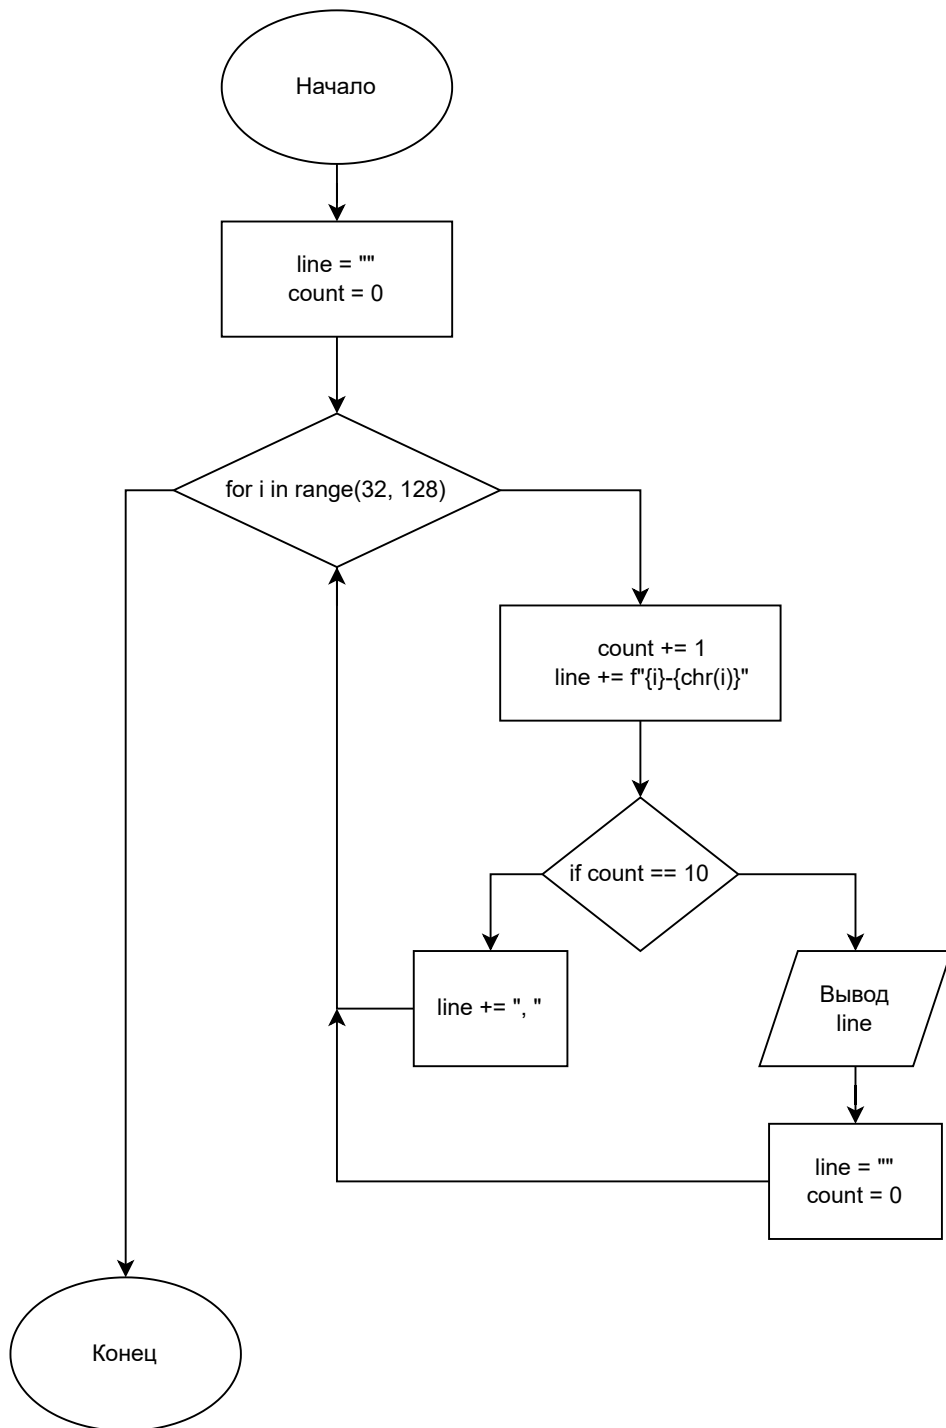 Начало
line = ""
count = 0
for i in range(32, 128)
count += 1
line += f"{i}-{chr(i)}"
if count == 10
line += ", "
Вывод
line
line = ""
count = 0
Конец